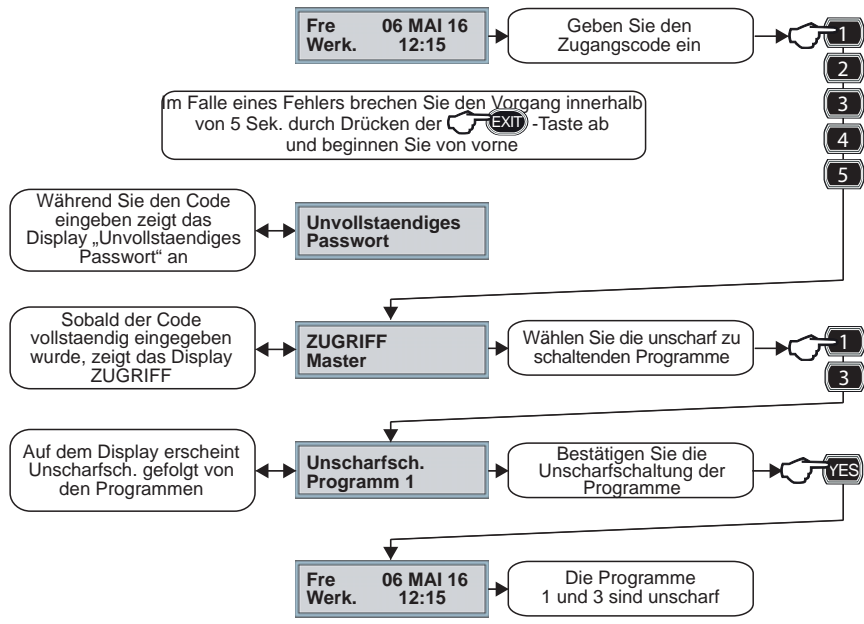 Fre 06 MAI 16
Werk. 12:15
Geben Sie den
Zugangscode ein
1
2
3
4
5
Im Falle eines Fehlers brechen Sie den Vorgang innerhalb
von 5 Sek. durch Drücken der EXIT -Taste ab
und beginnen Sie von vorne
Während Sie den Code
eingeben zeigt das
Display „Unvollstaendiges
Passwort“ an
Unvollstaendiges
Passwort
Sobald der Code
vollstaendig eingegeben
wurde, zeigt das Display
ZUGRIFF
ZUGRIFF
Master
Wählen Sie die unscharf zu
schaltenden Programme
1
3
Auf dem Display erscheint
Unscharfsch. gefolgt von
den Programmen
Unscharfsch.
Programm 1
Bestätigen Sie die
Unscharfschaltung der
Programme
YES
Fre 06 MAI 16
Werk. 12:15
Die Programme
1 und 3 sind unscharf